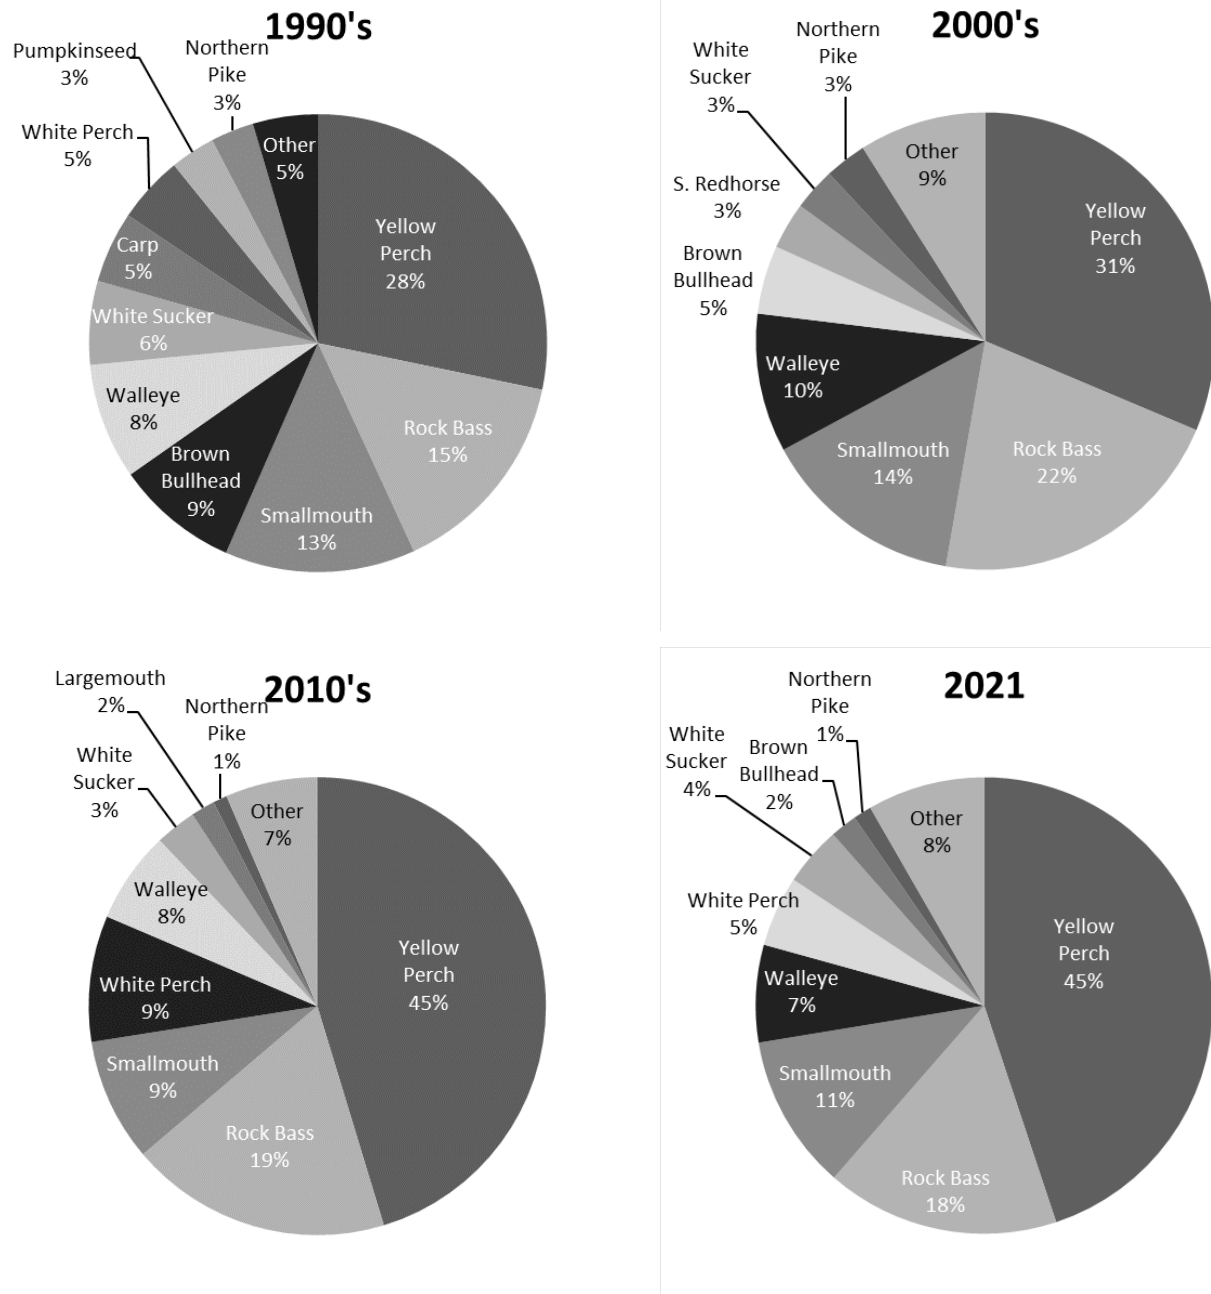 1990's
Pumpkinseed
3%
Northern
Pike
3%
White Perch
5%
Other
5%
Carp
5%
Yellow
Perch
28%
White Sucker
6%
Walleye
8%
Rock Bass
15%
Brown
Bullhead
9%
Smallmouth
13%
2000's
White
Sucker
3%
Northern
Pike
3%
Other
9%
S. Redhorse
3%
Yellow
Perch
31%
Brown
Bullhead
5%
Walleye
10%
Smallmouth
14%
Rock Bass
22%
2010's
Largemouth
2%
Northern
Pike
1%
White
Sucker
3%
Other
7%
Walleye
8%
Yellow
Perch
45%
White Perch
9%
Smallmouth
9%
Rock Bass
19%
2021
Northern
Pike
1%
White
Sucker
4%
Brown
Bullhead
2%
Other
8%
White Perch
5%
Yellow
Perch
45%
Walleye
7%
Smallmouth
11%
Rock Bass
18%